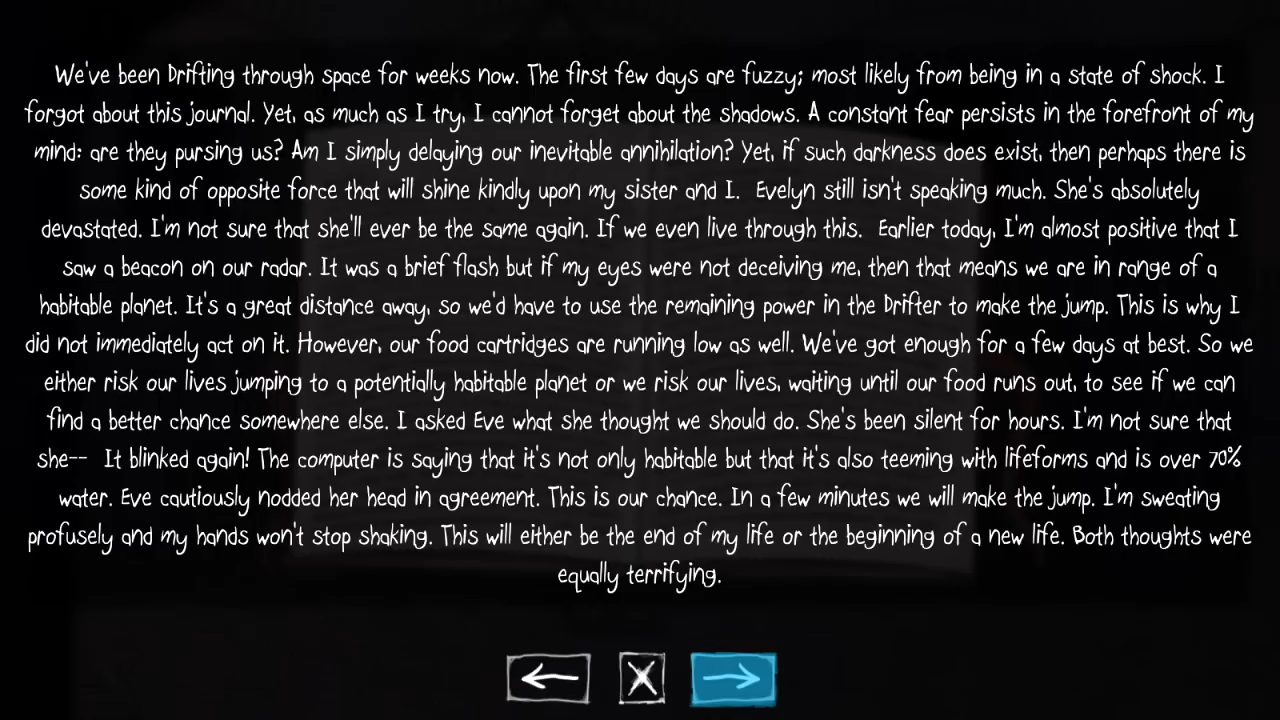 We've been Drifting through space for weeks now. The first few days are fuzzy; most likely from being in a state of shock. I
forgot about this journal. Yet, as much as I try, I cannot forget about the shadows. A constant fear persists in the forefront of my
mind: are they pursing us? Am I simply delaying our inevitable annihilation? Yet, if such darkness does exist, then perhaps there is
some kind of opposite force that will shine kindly upon my sister and I. Evelyn still isn't speaking much. She's absolutely
devastated. I'm not sure that she'll ever be the same again. If we even live through this. Earlier today, I'm almost positive that I
saw a beacon on our radar. It was a brief flash but if my eyes were not deceiving me, then that means we are in range of a
habitable planet. It's a great distance away, so we'd have to use the remaining power in the Drifter to make the jump. This is why I
did not immediately act on it. However, our food cartridges are running low as well. We've got enough for a few days at best. So we
either risk our lives jumping to a potentially habitable planet or we risk our lives, waiting until our food runs out, to see if we can
find a better chance somewhere else. I asked Eve what she thought we should do. She's been silent for hours. I'm not sure that
she-- It blinked again! The computer is saying that it's not only habitable but that it's also teeming with lifeforms and is over 70%
water. Eve cautiously nodded her head in agreement. This is our chance. In a few minutes we will make the jump. I'm sweating
profusely and my hands won't stop shaking. This will either be the end of my life or the beginning of a new life. Both thoughts were
equally terrifying.